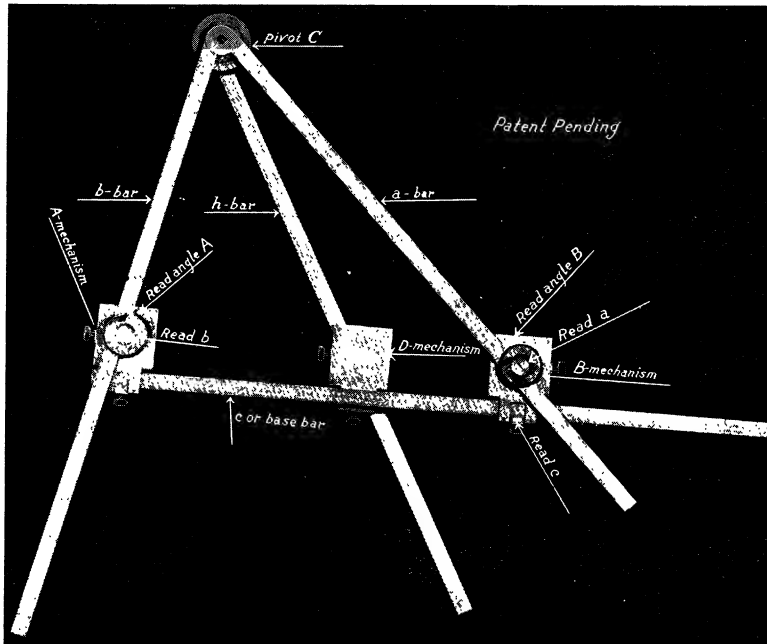 Pivot C
Patent Pending
b-bar
h-bar
a-bar
A-mechanism
Read angle A
Read b
Read angle B
Read a
D-mechanism
B-mechanism
c or base bar
Read c